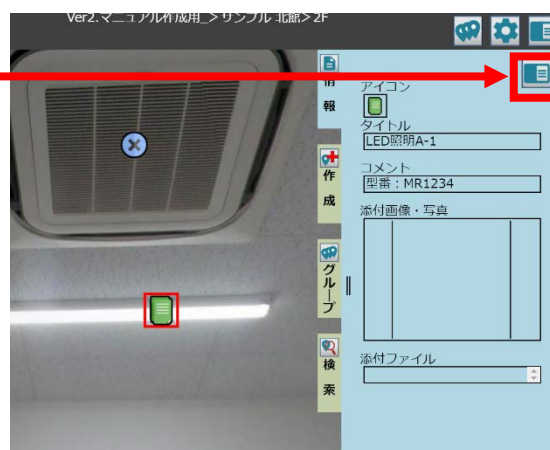 Ver2.マニュアル作成用_> サンプル 北館> 2F
情報
アイコン
タイトル
LED照明A-1
コメント
型番：MR1234
作成
添付画像・写真
グループ
検索
添付ファイル